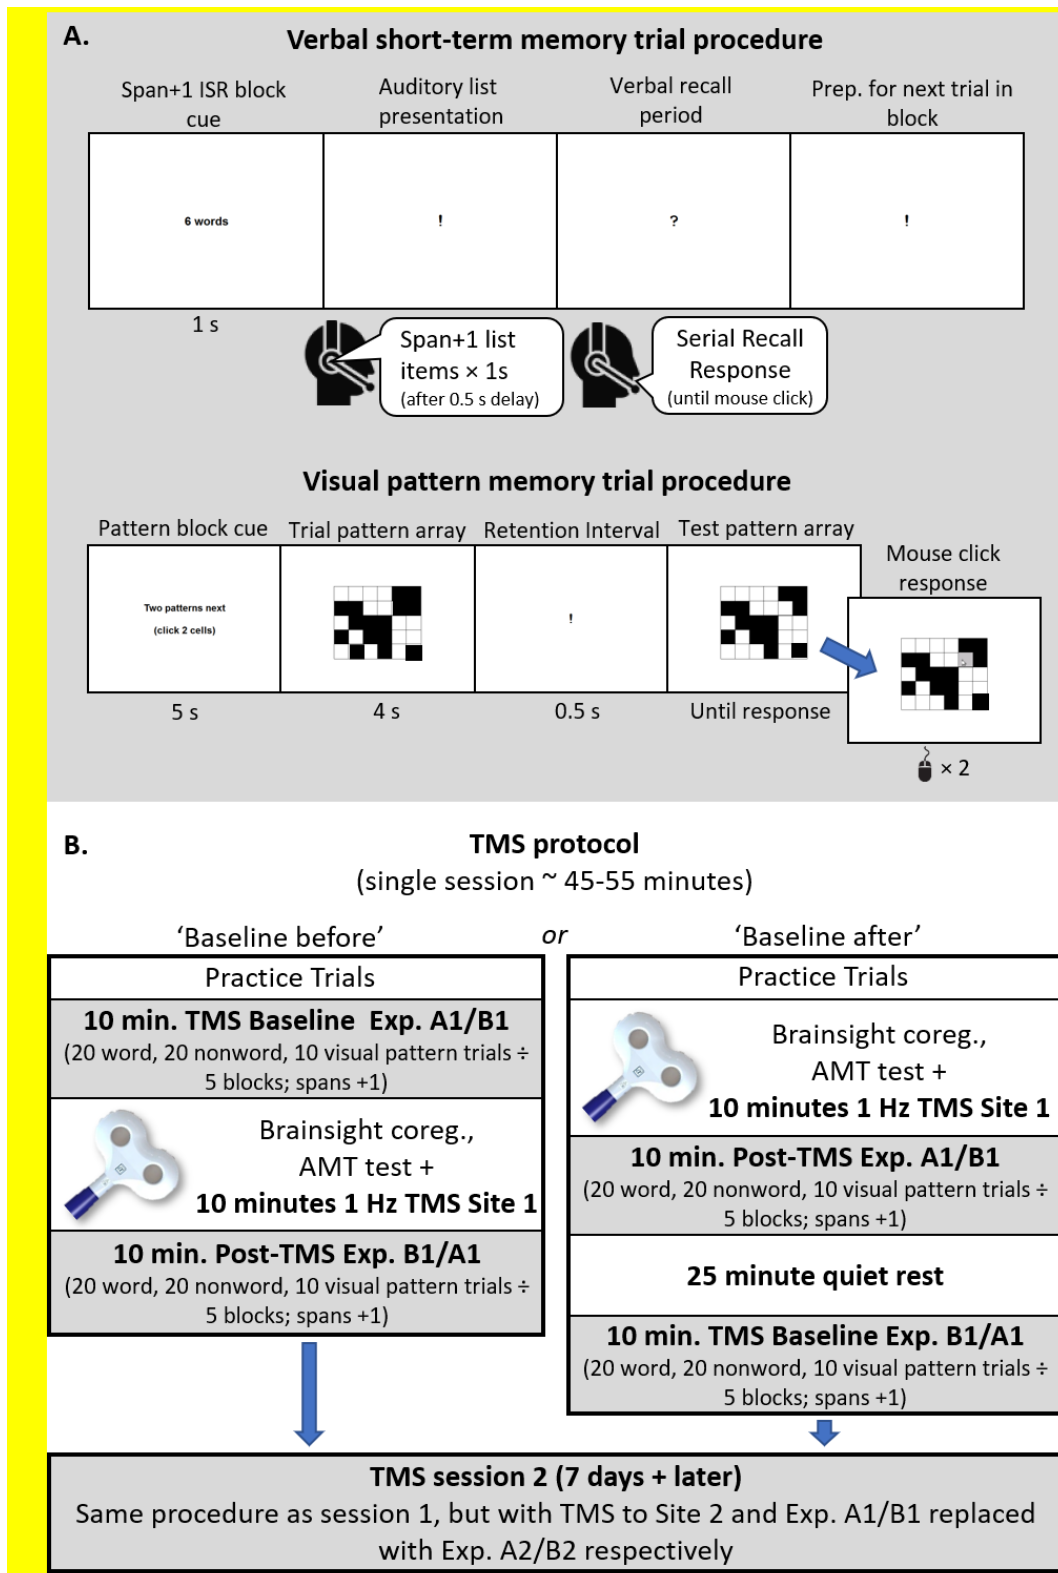 A.
Verbal short-term memory trial procedure
Span+1 ISR block
cue
Auditory list
presentation
Verbal recall
period
Prep. for next trial in
block
6 words
!
?
!
1 s
Span+1 list
items × 1s
(after 0.5 s delay)
Serial Recall
Response
(until mouse click)
Visual pattern memory trial procedure
Pattern block cue
Trial pattern array
Retention Interval
Test pattern array
Mouse click
response
Two patterns next
(click 2 cells)
!
5 s
4 s
0.5 s
Until response
× 2
B.
TMS protocol
(single session ~ 45-55 minutes)
‘Baseline before’
or
‘Baseline after’
Practice Trials
10 min. TMS Baseline Exp. A1/B1
(20 word, 20 nonword, 10 visual pattern trials ÷
5 blocks; spans +1)
Brainsight coreg.,
AMT test +
10 minutes 1 Hz TMS Site 1
10 min. Post-TMS Exp. B1/A1
(20 word, 20 nonword, 10 visual pattern trials ÷
5 blocks; spans +1)
Practice Trials
Brainsight coreg.,
AMT test +
10 minutes 1 Hz TMS Site 1
10 min. Post-TMS Exp. A1/B1
(20 word, 20 nonword, 10 visual pattern trials ÷
5 blocks; spans +1)
25 minute quiet rest
10 min. TMS Baseline Exp. B1/A1
(20 word, 20 nonword, 10 visual pattern trials ÷
5 blocks; spans +1)
TMS session 2 (7 days + later)
Same procedure as session 1, but with TMS to Site 2 and Exp. A1/B1 replaced
with Exp. A2/B2 respectively